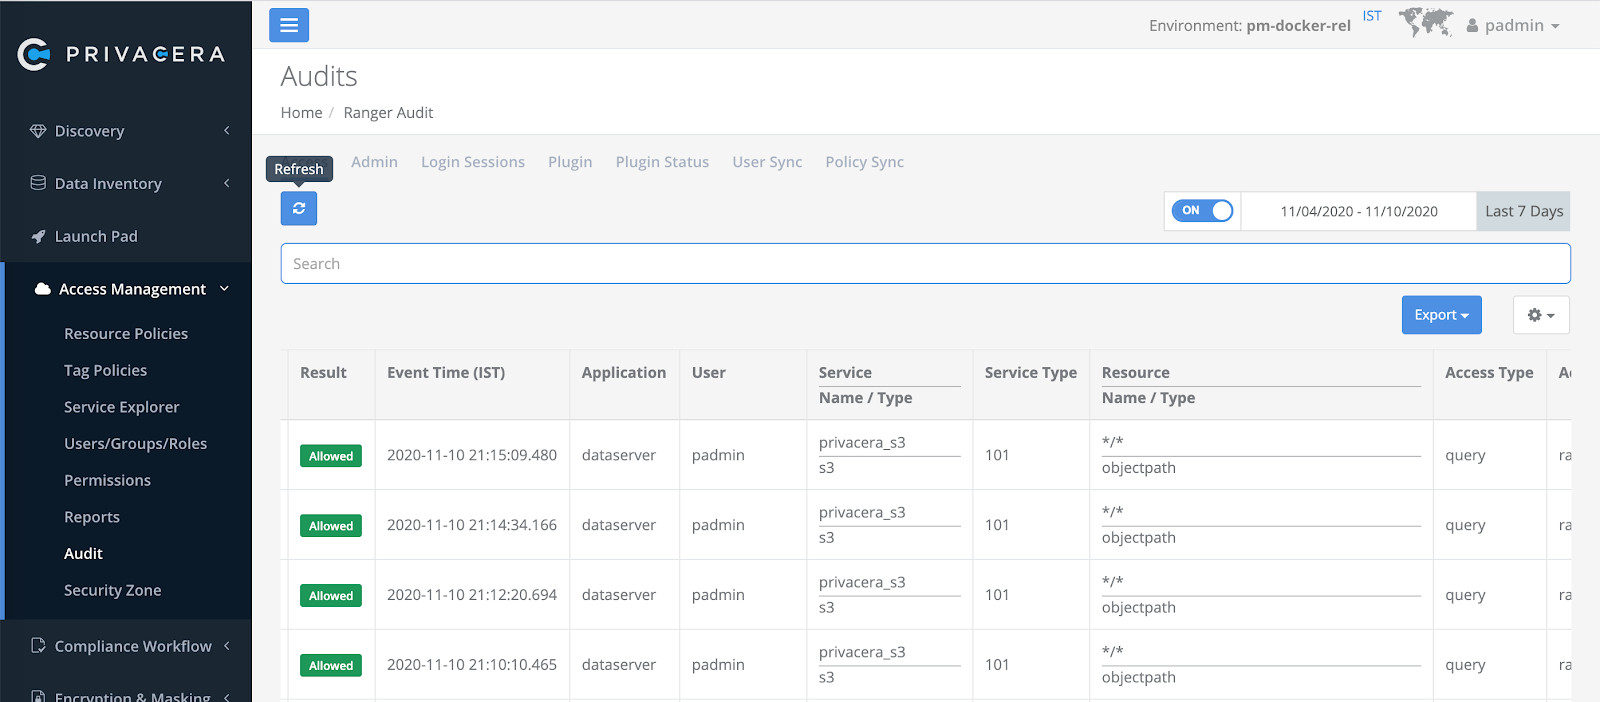 PRIVACERA
Discovery
Data Inventory
Launch Pad
Access Management
Resource Policies
Tag Policies
Service Explorer
Users/Groups/Roles
Permissions
Reports
Audit
Security Zone
Compliance Workflow
Encryption & Masking
Environment: pm-docker-rel IST padmin
Audits
Home / Ranger Audit
Admin Login Sessions Plugin Plugin Status User Sync Policy Sync
Refresh
ON 11/04/2020 - 11/10/2020 Last 7 Days
Search
Export
Result Event Time (IST) Application User Service Service Type Resource Access Type
Name / Type Name / Type
privacera_s3 */*
Allowed 2020-11-10 21:15:09.480 dataserver padmin 101 query ra
s3 objectpath
privacera_s3 */*
Allowed 2020-11-10 21:14:34.166 dataserver padmin 101 query ra
s3 objectpath
privacera_s3 */*
Allowed 2020-11-10 21:12:20.694 dataserver padmin 101 query ra
s3 objectpath
privacera_s3 */*
Allowed 2020-11-10 21:10:10.465 dataserver padmin 101 query ra
s3 objectpath